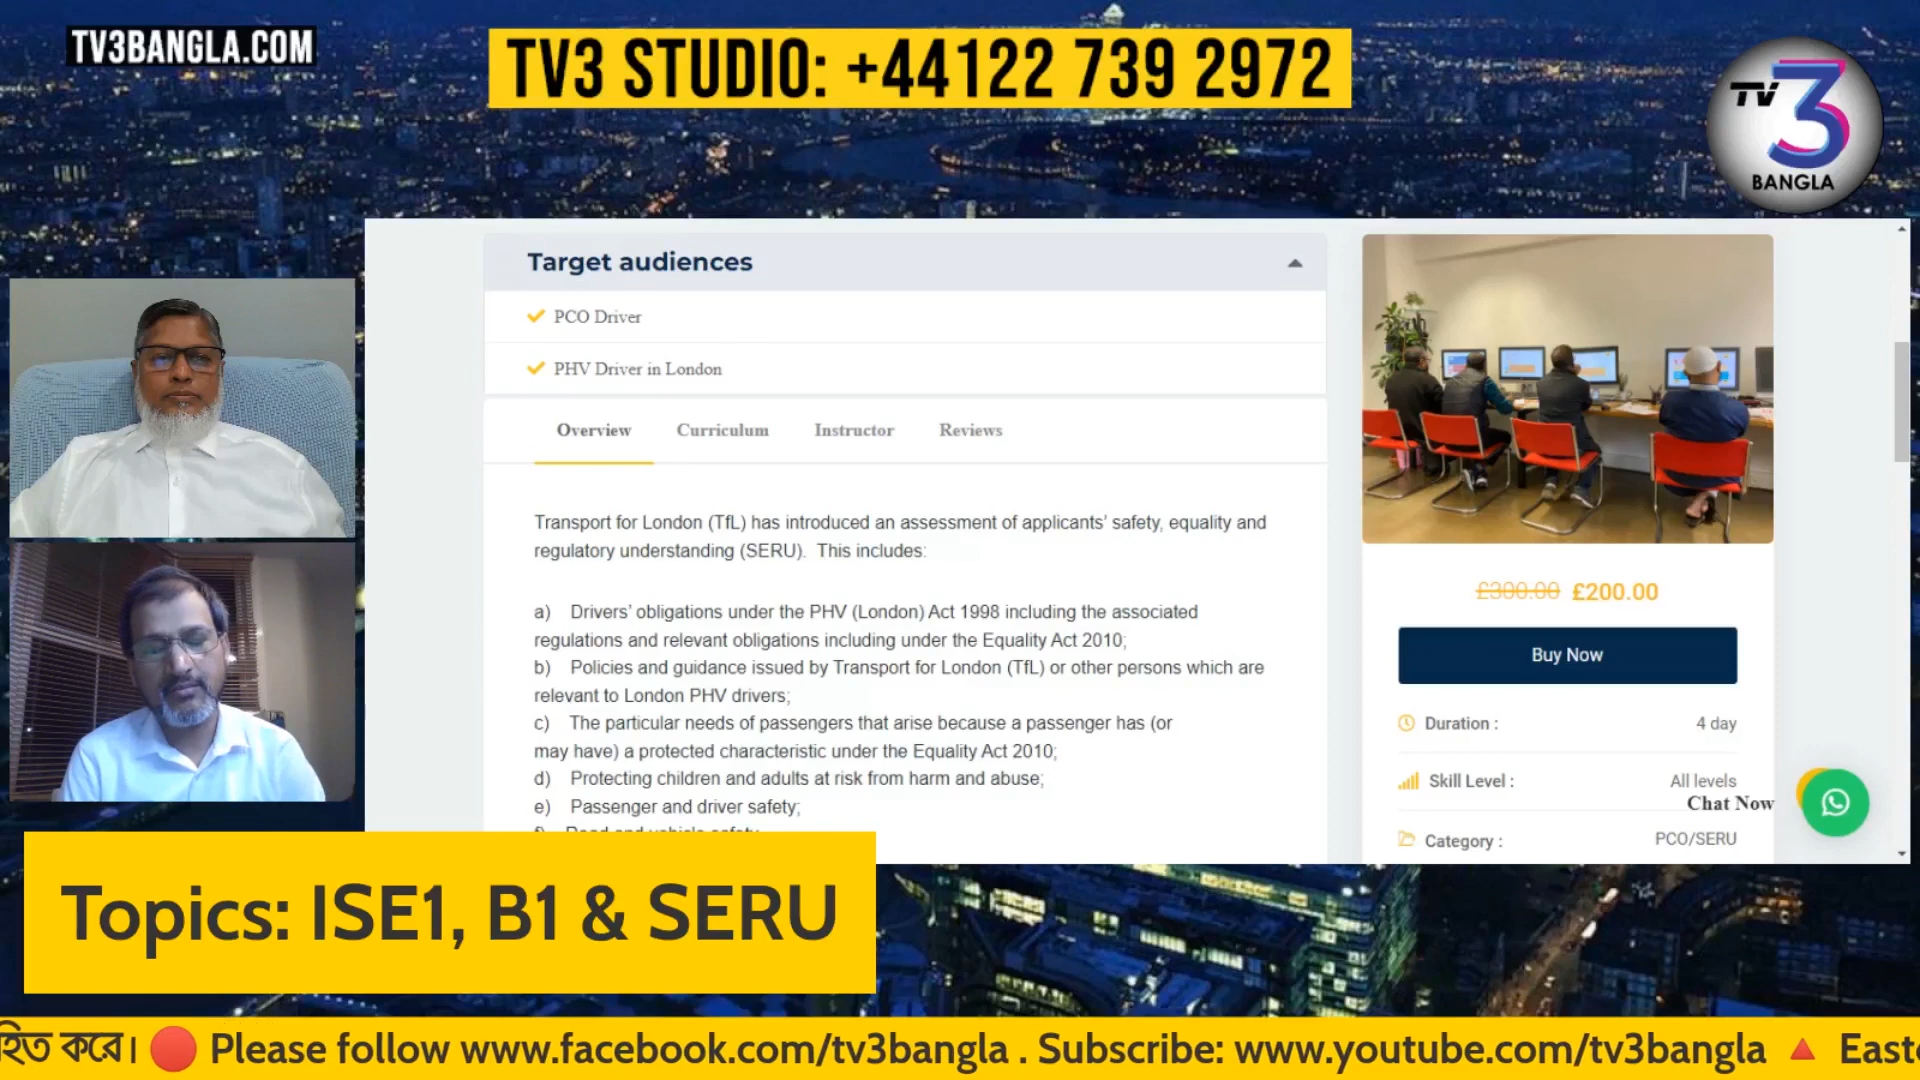 TV3BANGLA.COM
TV3 STUDIO: +44122 739 2972
TV 3
BANGLA
Target audiences
PCO Driver
PHV Driver in London
Overview Curriculum Instructor Reviews
Transport for London (TfL) has introduced an assessment of applicants' safety, equality and
regulatory understanding (SERU). This includes:
a) Drivers' obligations under the PHV (London) Act 1998 including the associated
regulations and relevant obligations including under the Equality Act 2010;
b) Policies and guidance issued by Transport for London (TfL) or other persons which are
relevant to London PHV drivers;
c) The particular needs of passengers that arise because a passenger has (or
may have) a protected characteristic under the Equality Act 2010;
d) Protecting children and adults at risk from harm and abuse;
e) Passenger and driver safety;
£300.00 £200.00
Buy Now
Duration : 4 day
Skill Level : All levels
Chat Now
Category : PCO/SERU
Topics: ISE1, B1 & SERU
করে। Please follow www.facebook.com/tv3bangla . Subscribe: www.youtube.com/tv3bangla